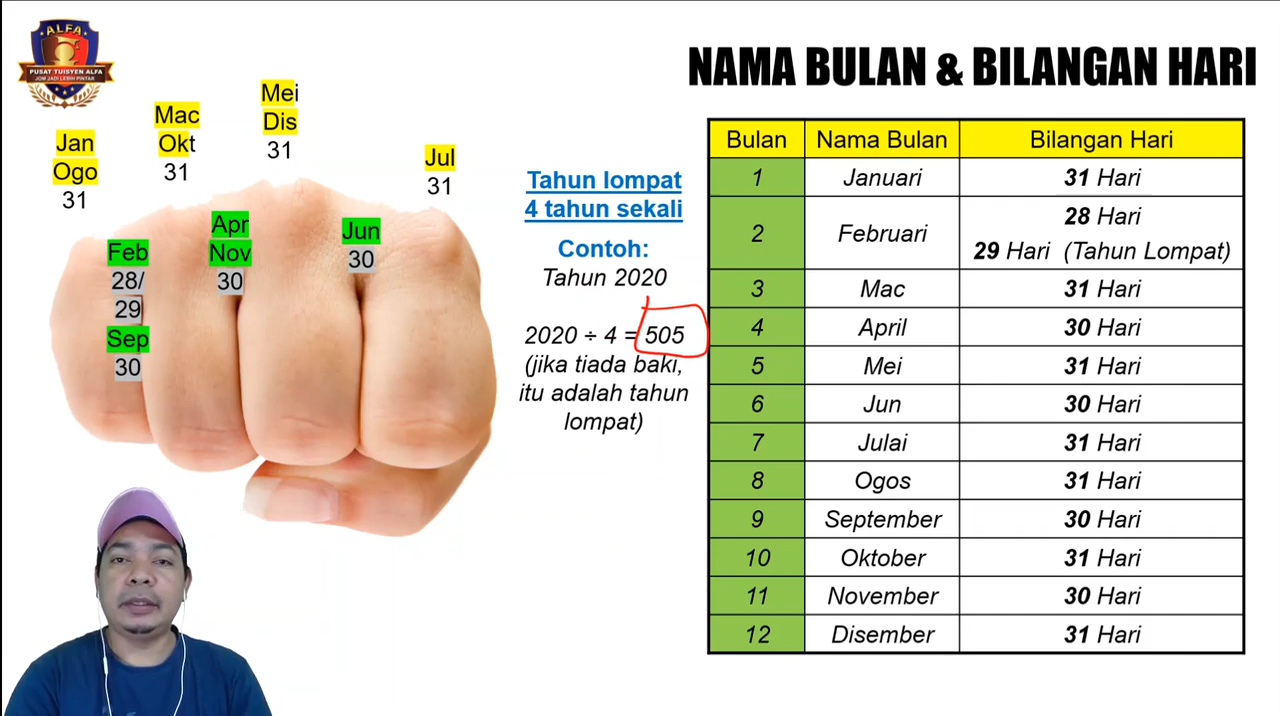 ALFA
PUSAT TUISYEN ALFA
JOM JADI LEBIH PINTAR
NAMA BULAN & BILANGAN HARI
Jan
Ogo
31
Mac
Okt
31
Mei
Dis
31
Jul
31
Feb
28/
29
Sep
30
Apr
Nov
30
Jun
30
Tahun lompat
4 tahun sekali
Contoh:
Tahun 2020
2020 ÷ 4 = 505
(jika tiada baki,
itu adalah tahun
lompat)
Bulan Nama Bulan Bilangan Hari
1 Januari 31 Hari
2 Februari 28 Hari
29 Hari (Tahun Lompat)
3 Mac 31 Hari
4 April 30 Hari
5 Mei 31 Hari
6 Jun 30 Hari
7 Julai 31 Hari
8 Ogos 31 Hari
9 September 30 Hari
10 Oktober 31 Hari
11 November 30 Hari
12 Disember 31 Hari